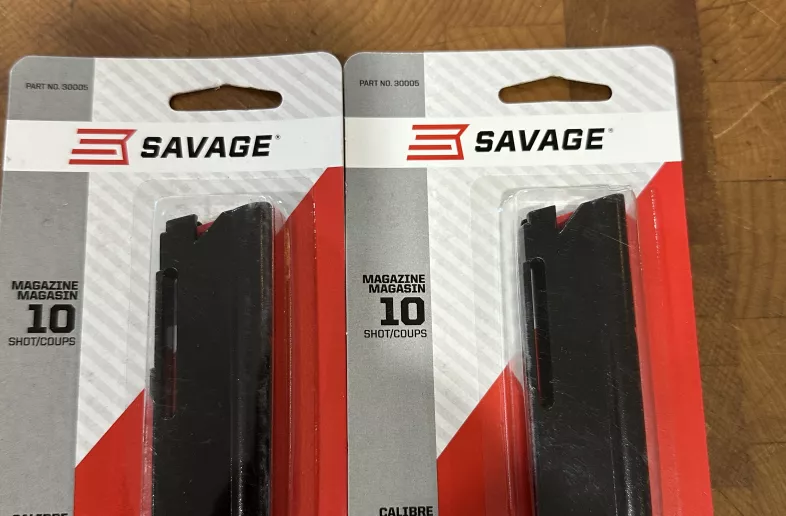 PART NO. 30005
SAVAGE®
MAGAZINE
MAGASIN
10
SHOT/COUPS
CALIBRE
PART NO. 30005
SAVAGE®
MAGAZINE
MAGASIN
10
SHOT/COUPS
CALIBRE